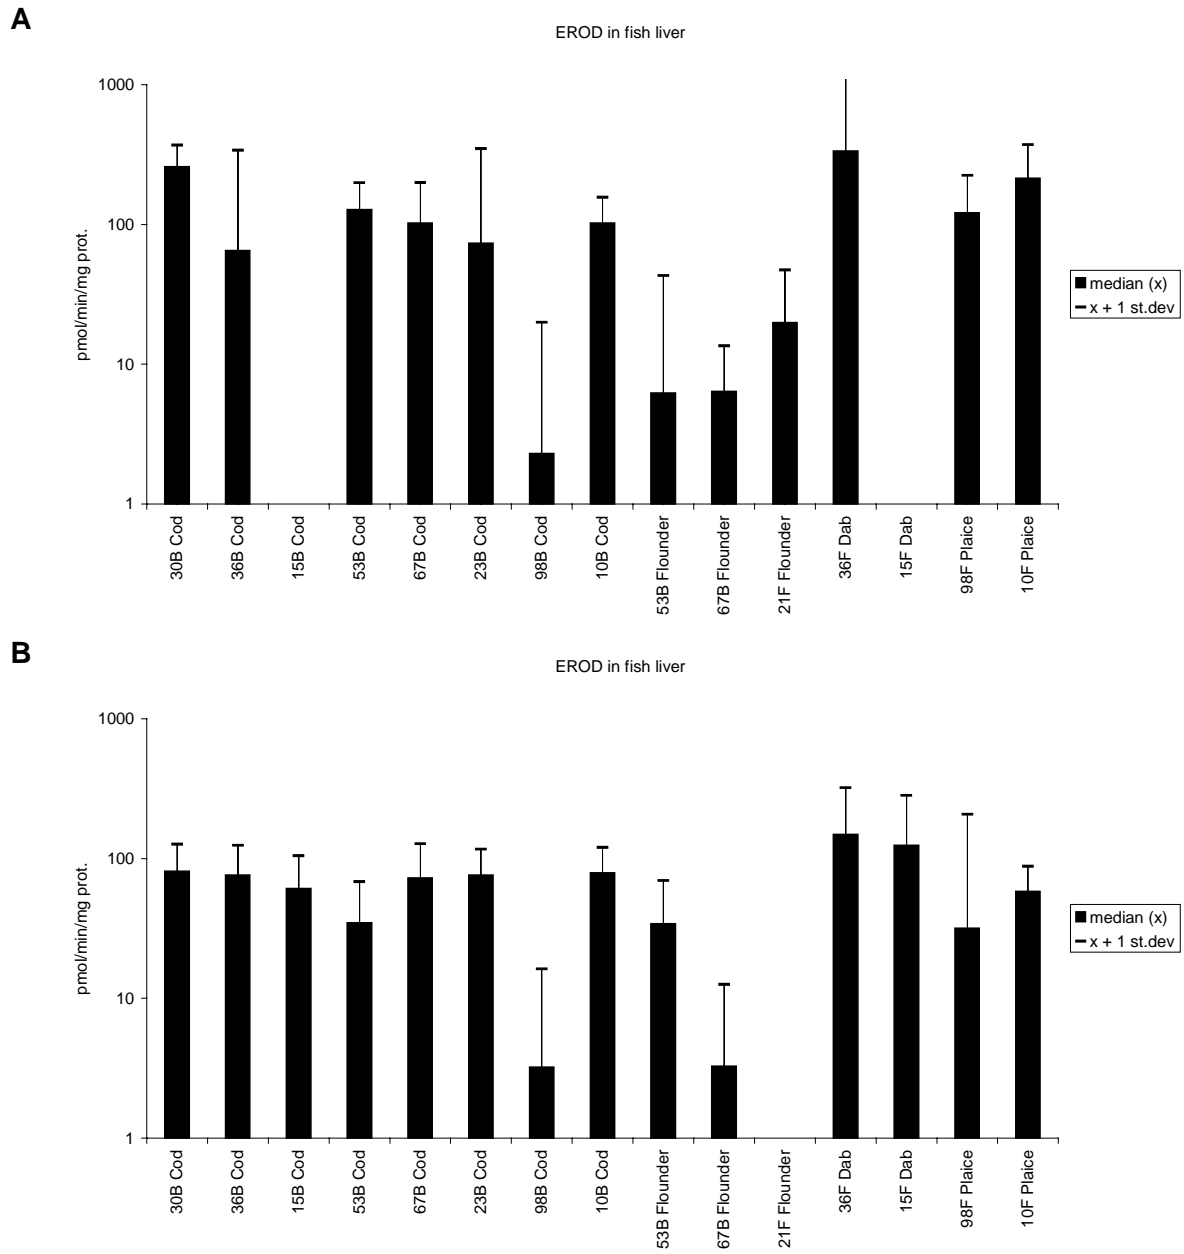 A
EROD in fish liver
1000
100
10
1
pmol/min/mg prot.
30B Cod
36B Cod
15B Cod
53B Cod
67B Cod
23B Cod
98B Cod
10B Cod
53B Flounder
67B Flounder
21F Flounder
36F Dab
15F Dab
98F Plaice
10F Plaice
median (x)
x + 1 st.dev
B
EROD in fish liver
1000
100
10
1
pmol/min/mg prot.
30B Cod
36B Cod
15B Cod
53B Cod
67B Cod
23B Cod
98B Cod
10B Cod
53B Flounder
67B Flounder
21F Flounder
36F Dab
15F Dab
98F Plaice
10F Plaice
median (x)
x + 1 st.dev